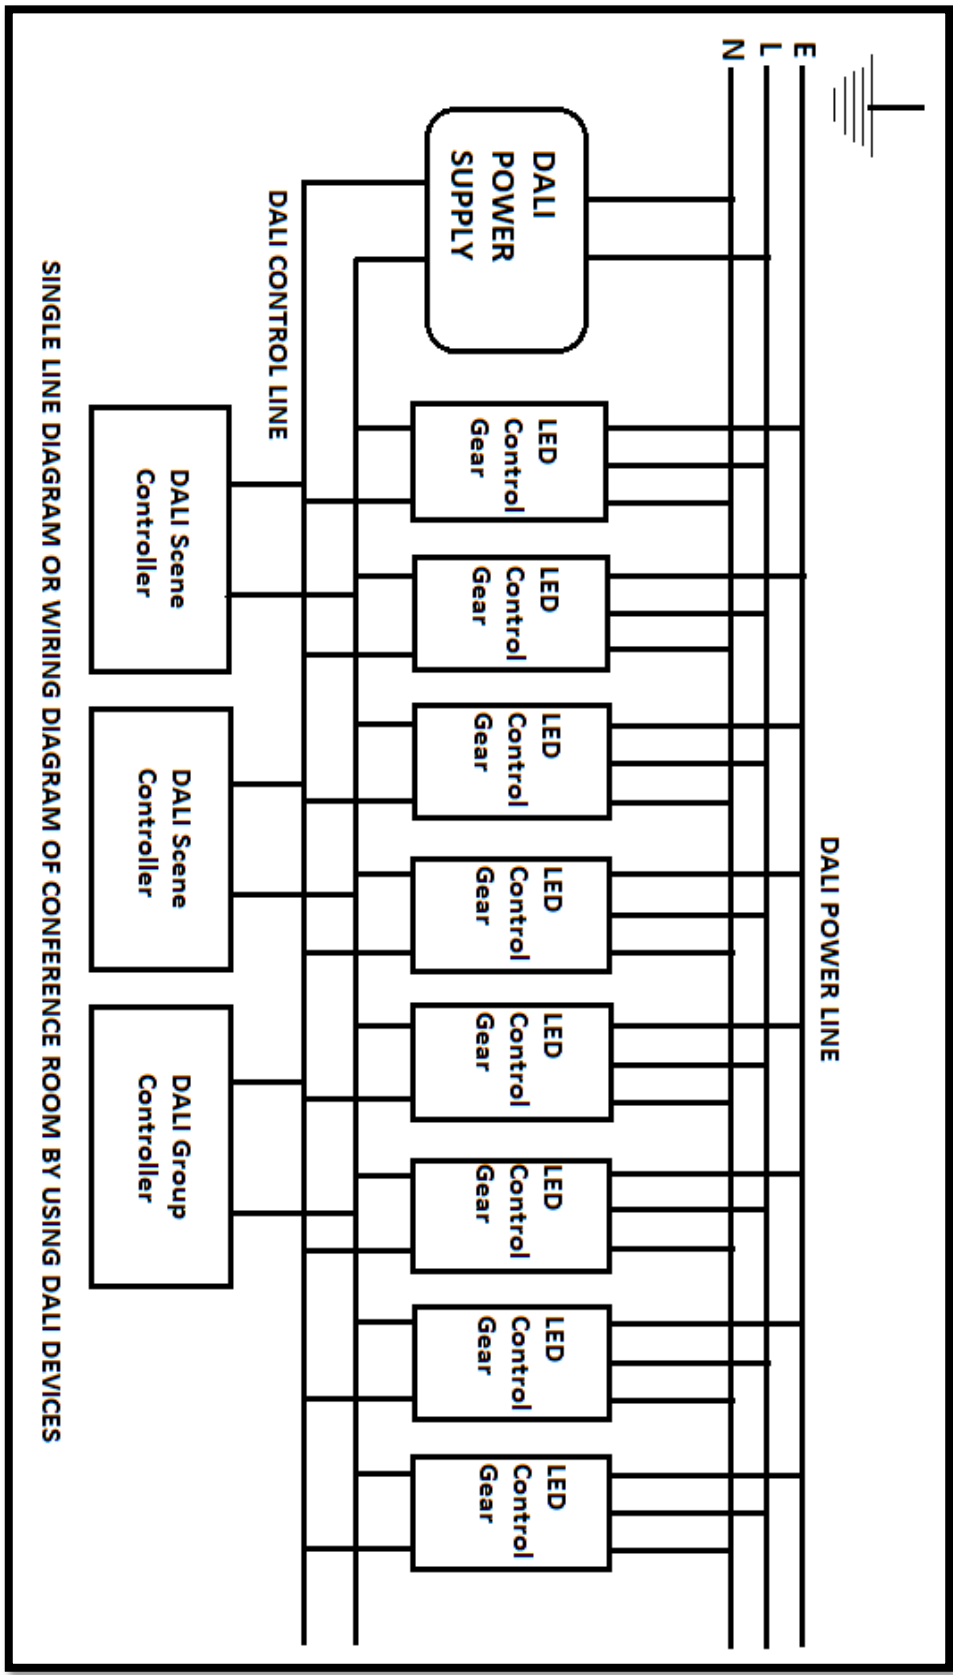 E
L
N
DALI POWER LINE
DALI
POWER
SUPPLY
LED
Control
Gear
LED
Control
Gear
LED
Control
Gear
LED
Control
Gear
LED
Control
Gear
LED
Control
Gear
LED
Control
Gear
LED
Control
Gear
DALI CONTROL LINE
DALI Scene
Controller
DALI Scene
Controller
DALI Group
Controller
SINGLE LINE DIAGRAM OR WIRING DIAGRAM OF CONFERENCE ROOM BY USING DALI DEVICES